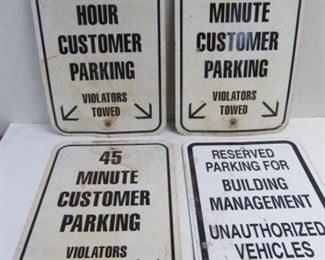 HOUR
CUSTOMER
PARKING
VIOLATORS
TOWED
MINUTE
CUSTOMER
PARKING
VIOLATORS
TOWED
45
MINUTE
CUSTOMER
PARKING
VIOLATORS
RESERVED
PARKING FOR
BUILDING
MANAGEMENT
UNAUTHORIZED
VEHICLES